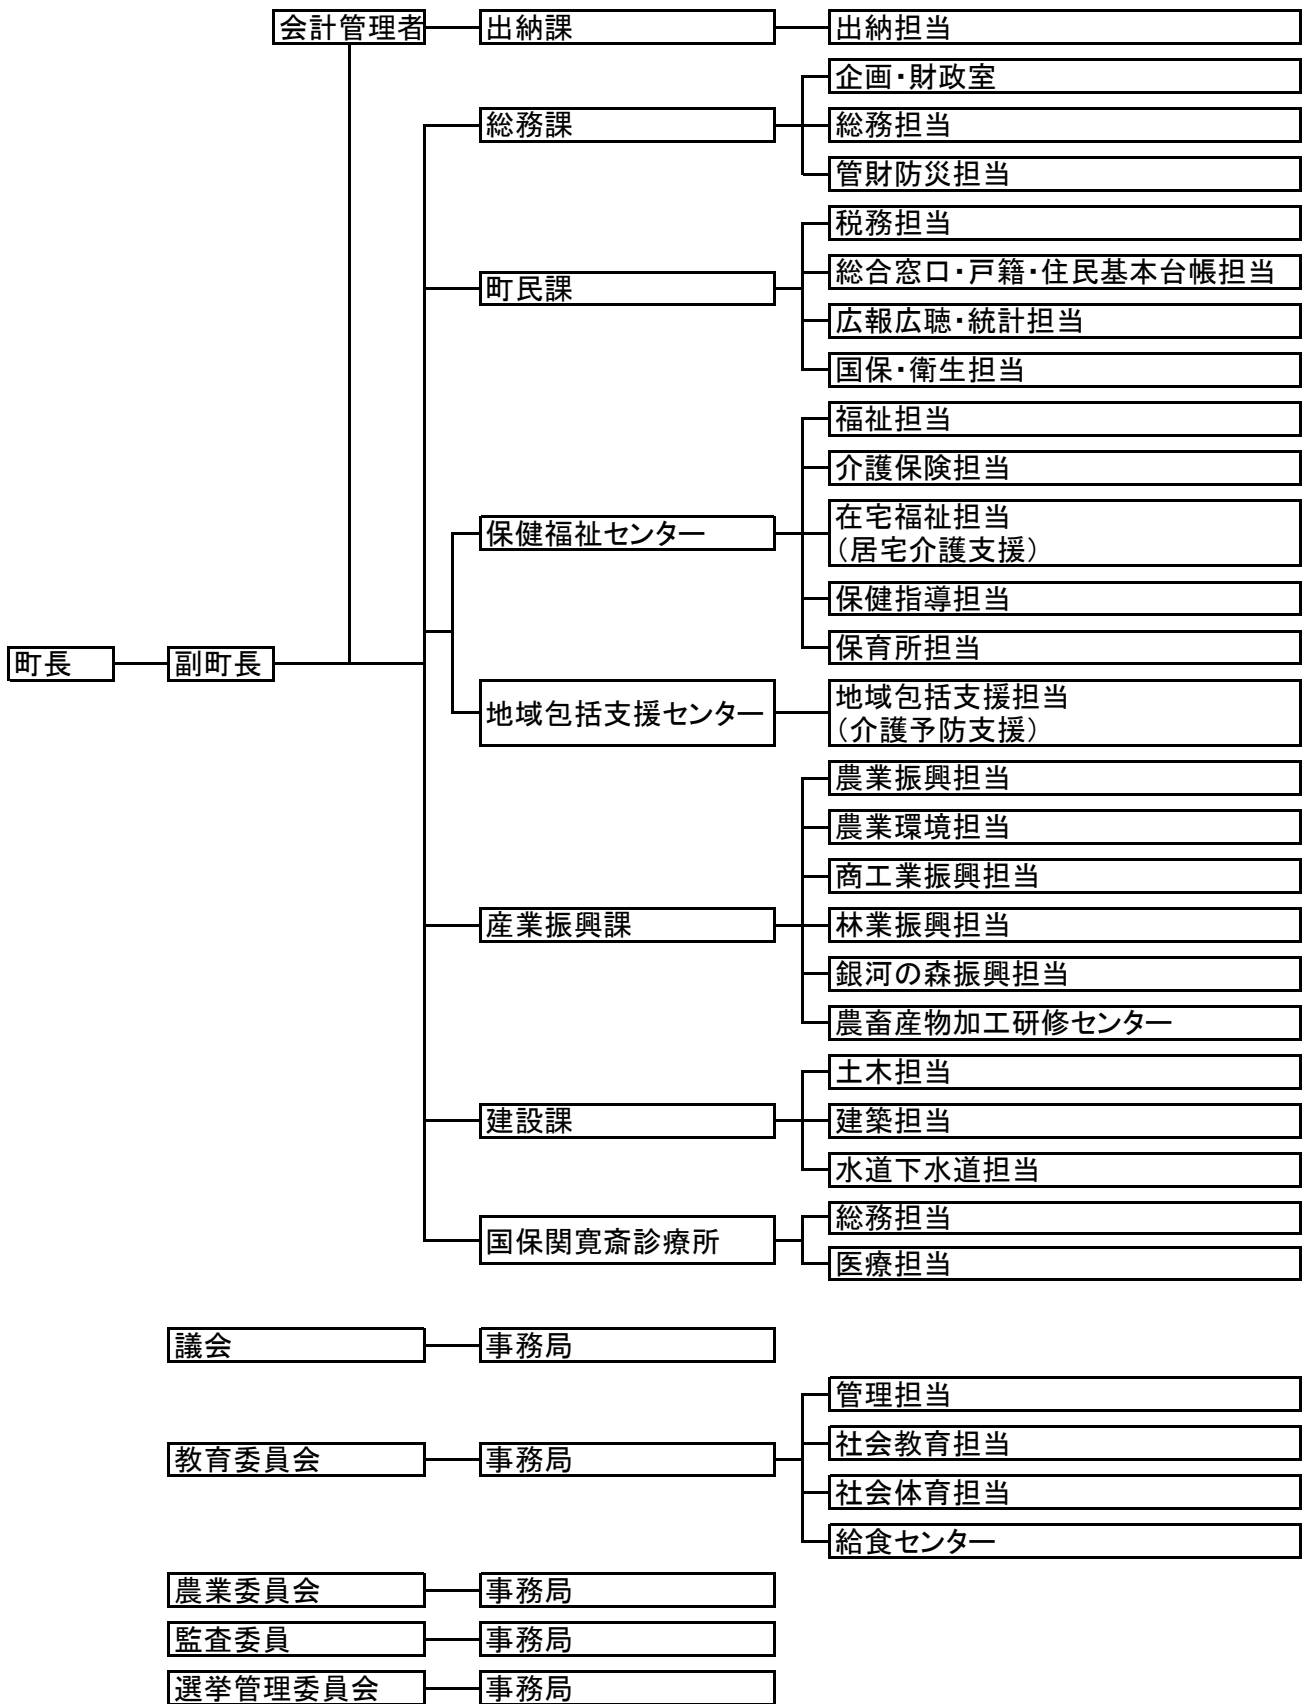 会計管理者
出納課
出納担当
総務課
企画・財政室
総務担当
管財防災担当
町民課
税務担当
総合窓口・戸籍・住民基本台帳担当
広報広聴・統計担当
国保・衛生担当
保健福祉センター
福祉担当
介護保険担当
在宅福祉担当
（居宅介護支援）
保健指導担当
保育所担当
町長
副町長
地域包括支援センター
地域包括支援担当
（介護予防支援）
産業振興課
農業振興担当
農業環境担当
商工業振興担当
林業振興担当
銀河の森振興担当
農畜産物加工研修センター
建設課
土木担当
建築担当
水道下水道担当
国保関寛斎診療所
総務担当
医療担当
議会
事務局
教育委員会
事務局
管理担当
社会教育担当
社会体育担当
給食センター
農業委員会
事務局
監査委員
事務局
選挙管理委員会
事務局